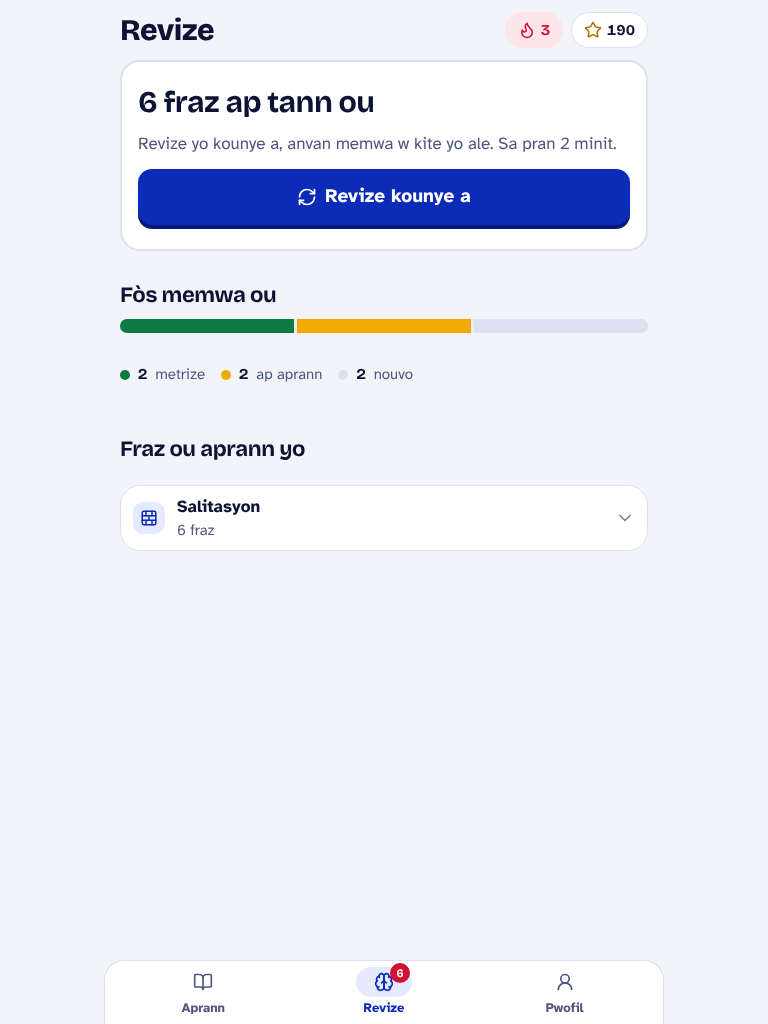 Revize
3
190
6 fraz ap tann ou
Revize yo kounye a, anvan memwa w kite yo ale. Sa pran 2 minit.
Revize kounye a
Fòs memwa ou
2 metrize 2 ap aprann 2 nouvo
Fraz ou aprann yo
Salitasyon
6 fraz
6
Aprann
Revize
Pwofil